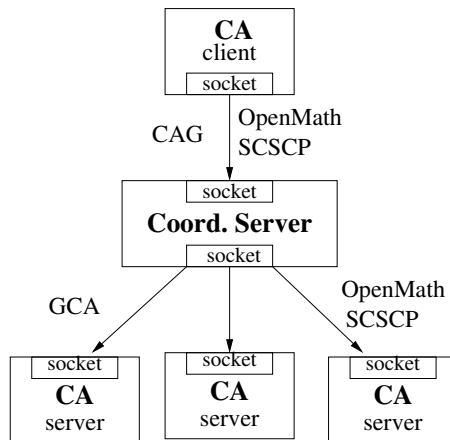 CA
client
socket
CAG
OpenMath
SCSCP
socket
Coord. Server
socket
GCA
OpenMath
SCSCP
socket
CA
server
socket
CA
server
socket
CA
server